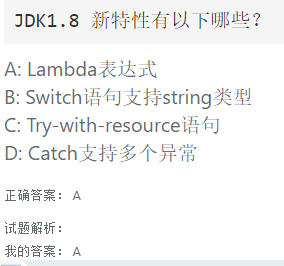 JDK1.8 新特性有以下哪些？
A: Lambda表达式
B: Switch语句支持string类型
C: Try-with-resource语句
D: Catch支持多个异常
正确答案： A
试题解析：
我的答案： A